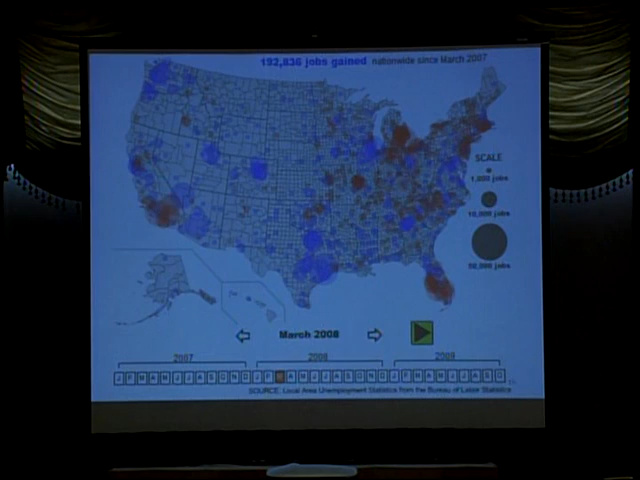 192,836 jobs gained nationwide since March 2007
SCALE
1,000 jobs
10,000 jobs
50,000 jobs
March 2008
2007 2008 2009
J F M A M J J A S O N D J F M A M J J A S O N D J F M A M J J A S O
SOURCE: Local Area Unemployment Statistics from the Bureau of Labor Statistics